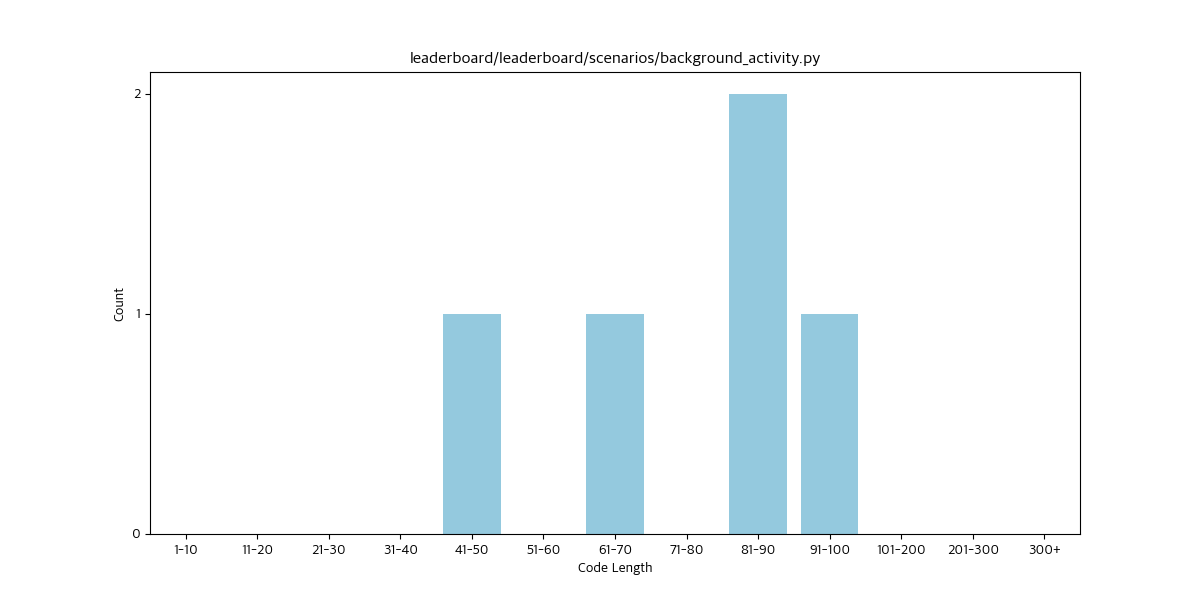 leaderboard/leaderboard/scenarios/background_activity.py
2
1
0
Count
1-10 11-20 21-30 31-40 41-50 51-60 61-70 71-80 81-90 91-100 101-200 201-300 300+
Code Length